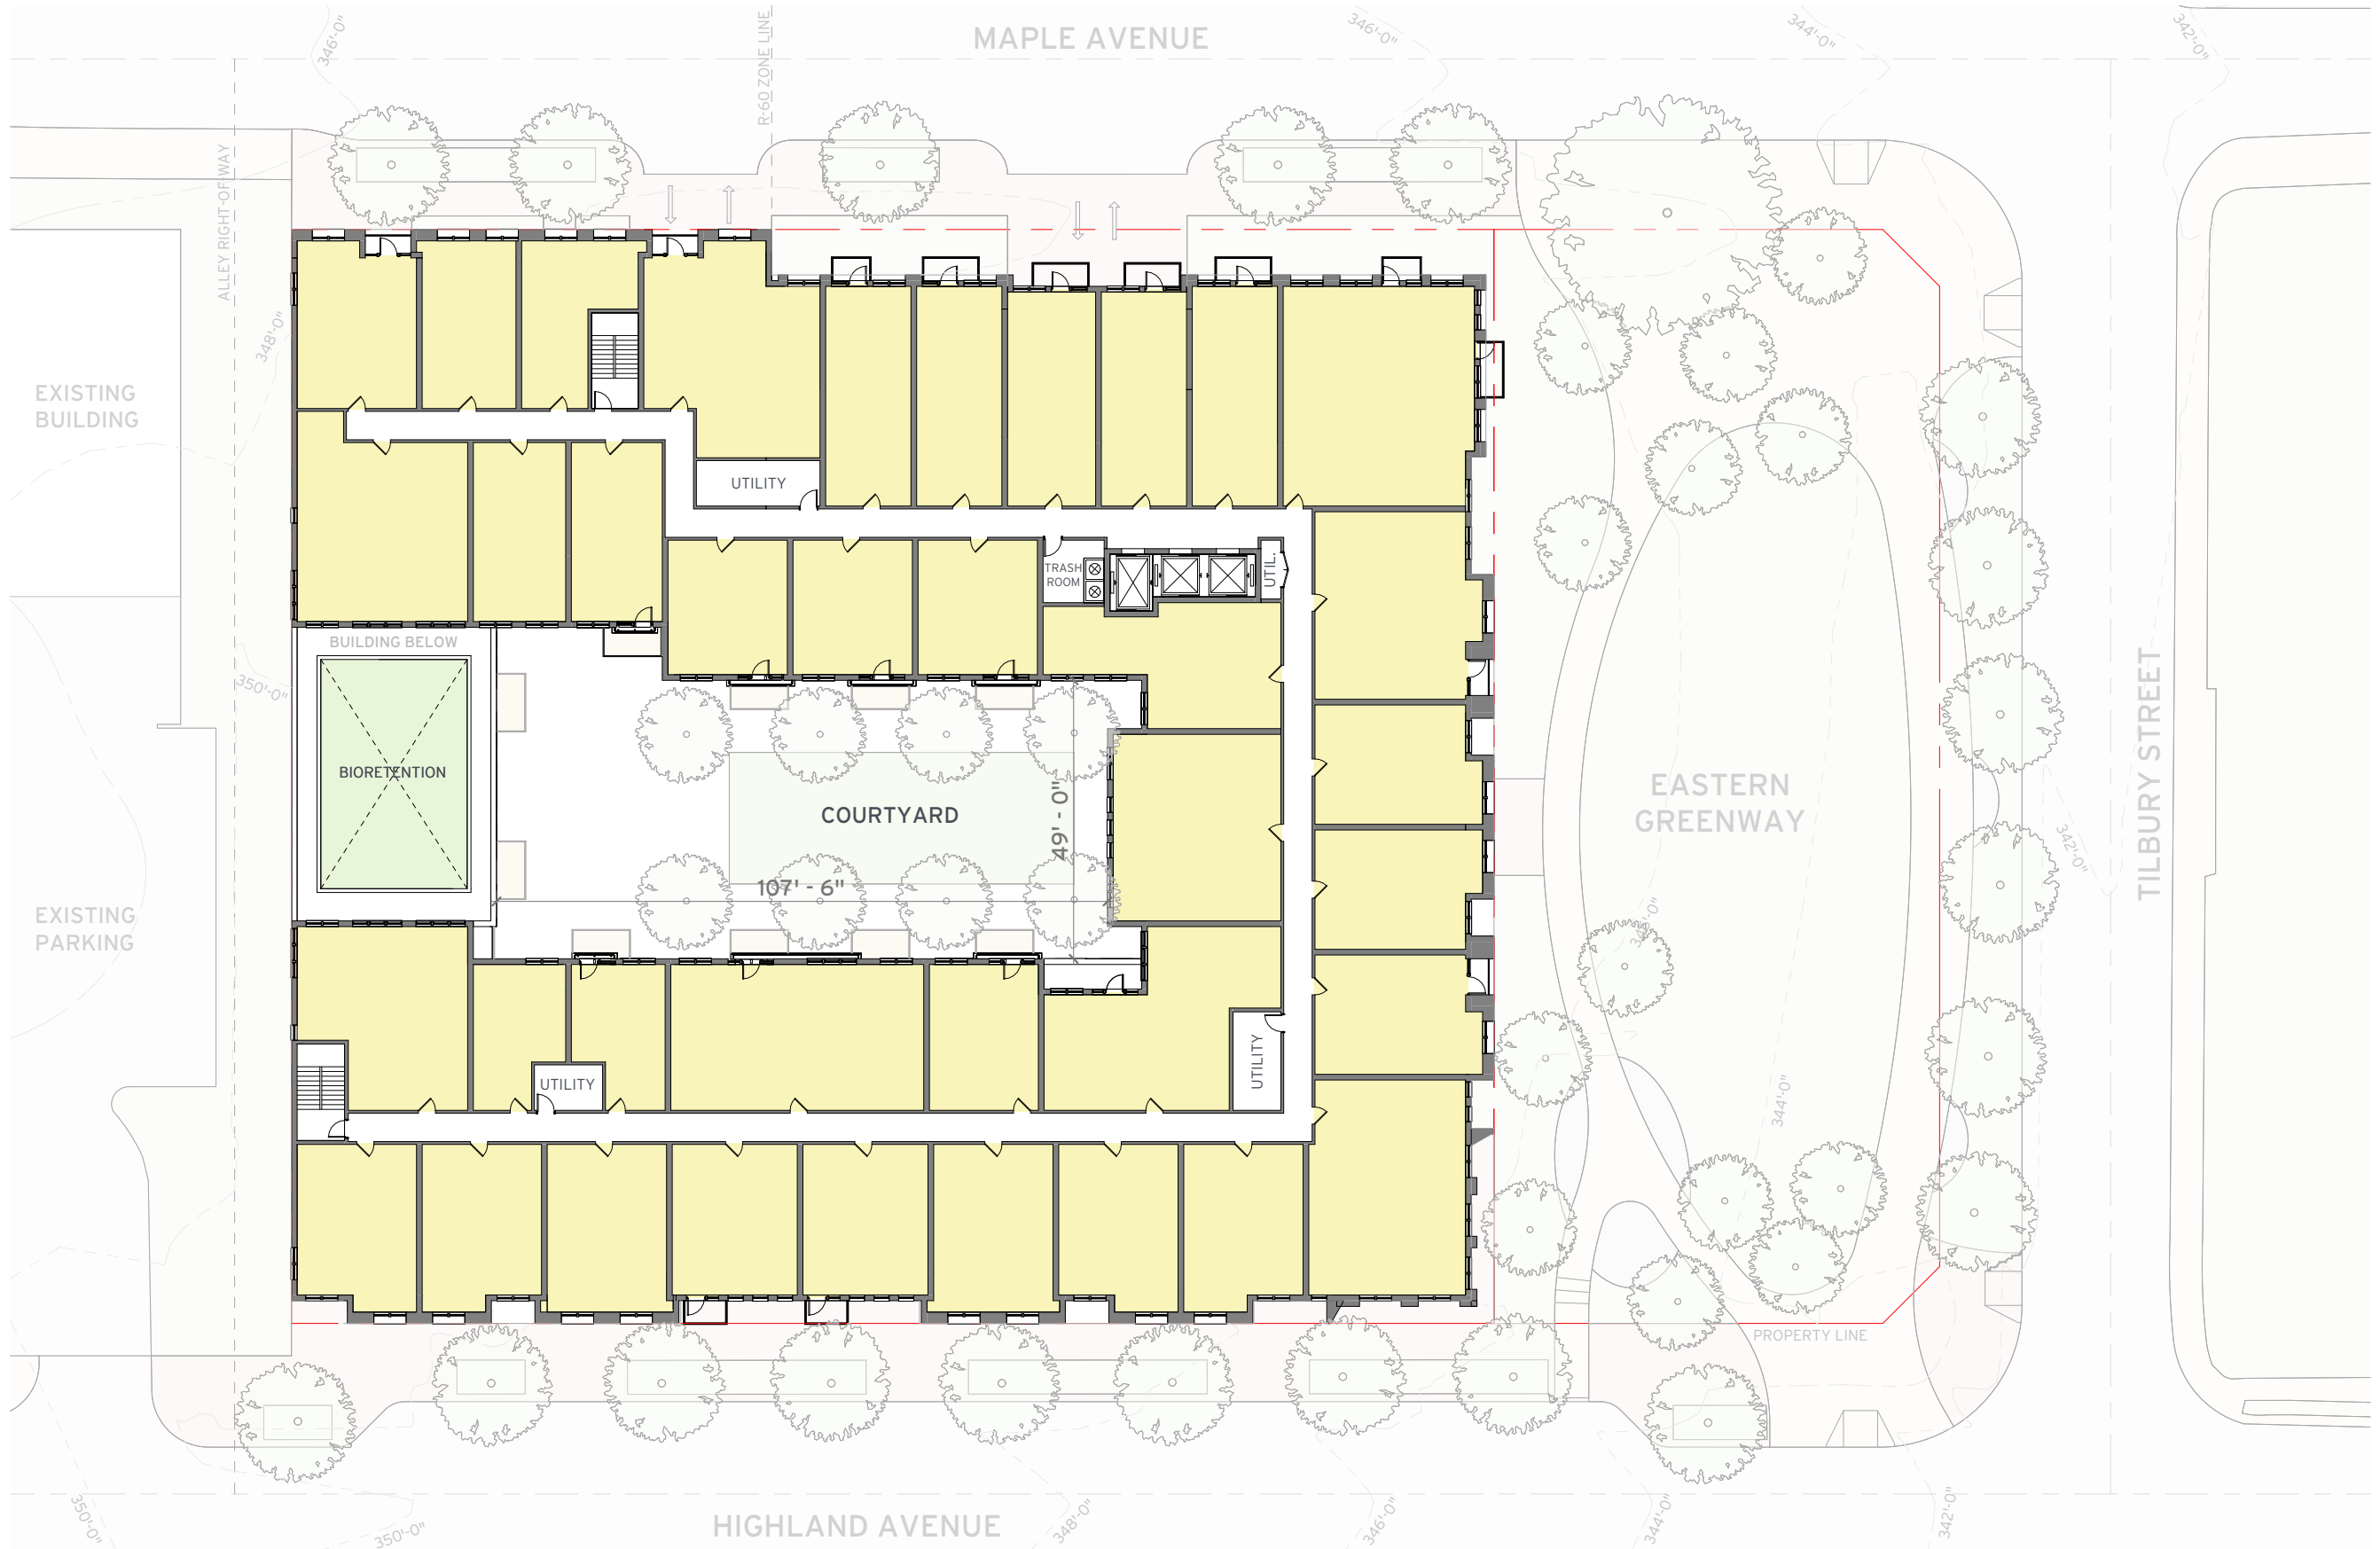 MAPLE AVENUE
346'-0"
R-60 ZONE LINE
346'-0"
344'-0"
342'-0"
ALLEY RIGHT-OF WAY
348'-0"
EXISTING
BUILDING
UTILITY
TRASH
ROOM
UTIL.
BUILDING BELOW
350'-0"
BIORETENTION
COURTYARD
49' - 0"
107' - 6"
EASTERN
GREENWAY
TILBURY STREET
342'-0"
EXISTING
PARKING
UTILITY
UTILITY
344'-0"
PROPERTY LINE
350'-0"
350'-0"
HIGHLAND AVENUE
348'-0"
346'-0"
344'-0"
342'-0"